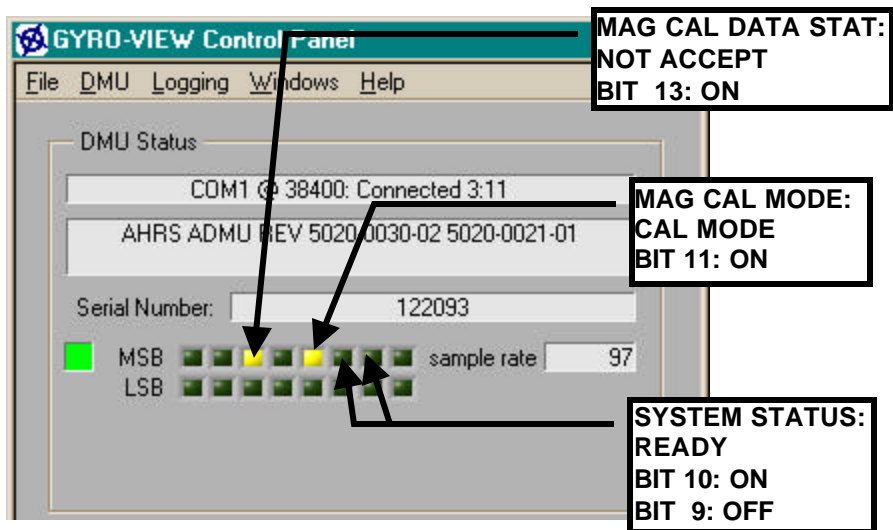 GYRO-VIEW Control Panel
File DMU Logging Windows Help
MAG CAL DATA STAT:
NOT ACCEPT
BIT 13: ON
DMU Status
COM1 @ 38400: Connected 3:11
AHRS ADMU REV 5020-0030-02 5020-0021-01
MAG CAL MODE:
CAL MODE
BIT 11: ON
Serial Number: 122093
MSB sample rate 97
LSB
SYSTEM STATUS:
READY
BIT 10: ON
BIT 9: OFF